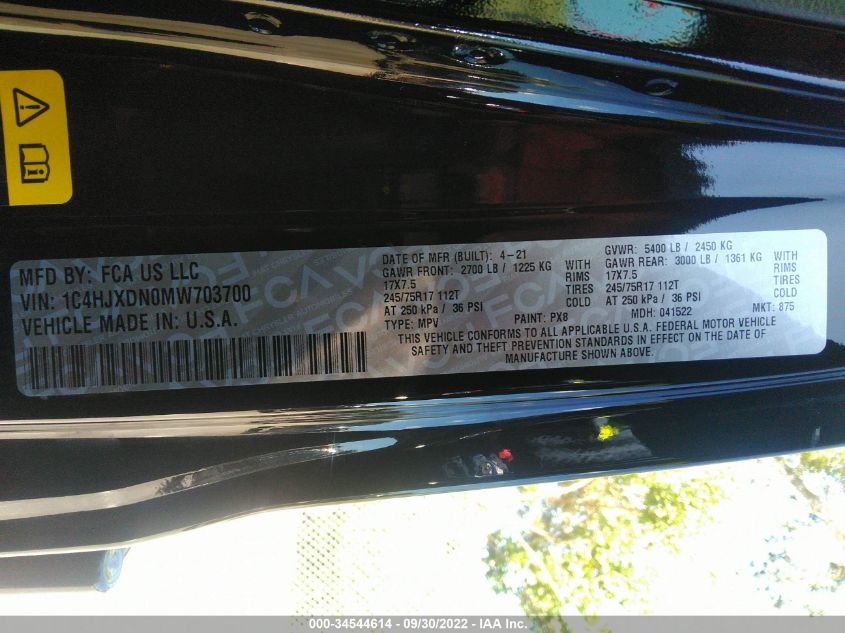 MFD BY: FCA US LLC
VIN: 1C4HJXDN0MW703700
VEHICLE MADE IN: U.S.A.
DATE OF MFR (BUILT): 4-21
GAWR FRONT: 2700 LB / 1225 KG WITH
17X7.5 RIMS
245/75R17 112T TIRES
AT 250 kPa / 36 PSI COLD
TYPE: MPV PAINT: PX8
GVWR: 5400 LB / 2450 KG
GAWR REAR: 3000 LB / 1361 KG WITH
17X7.5 RIMS
245/75R17 112T TIRES
AT 250 kPa / 36 PSI COLD
MDH: 041522 MKT: 875
THIS VEHICLE CONFORMS TO ALL APPLICABLE U.S.A. FEDERAL MOTOR VEHICLE
SAFETY AND THEFT PREVENTION STANDARDS IN EFFECT ON THE DATE OF
MANUFACTURE SHOWN ABOVE.
000-34544614 - 09/30/2022 - IAA Inc.